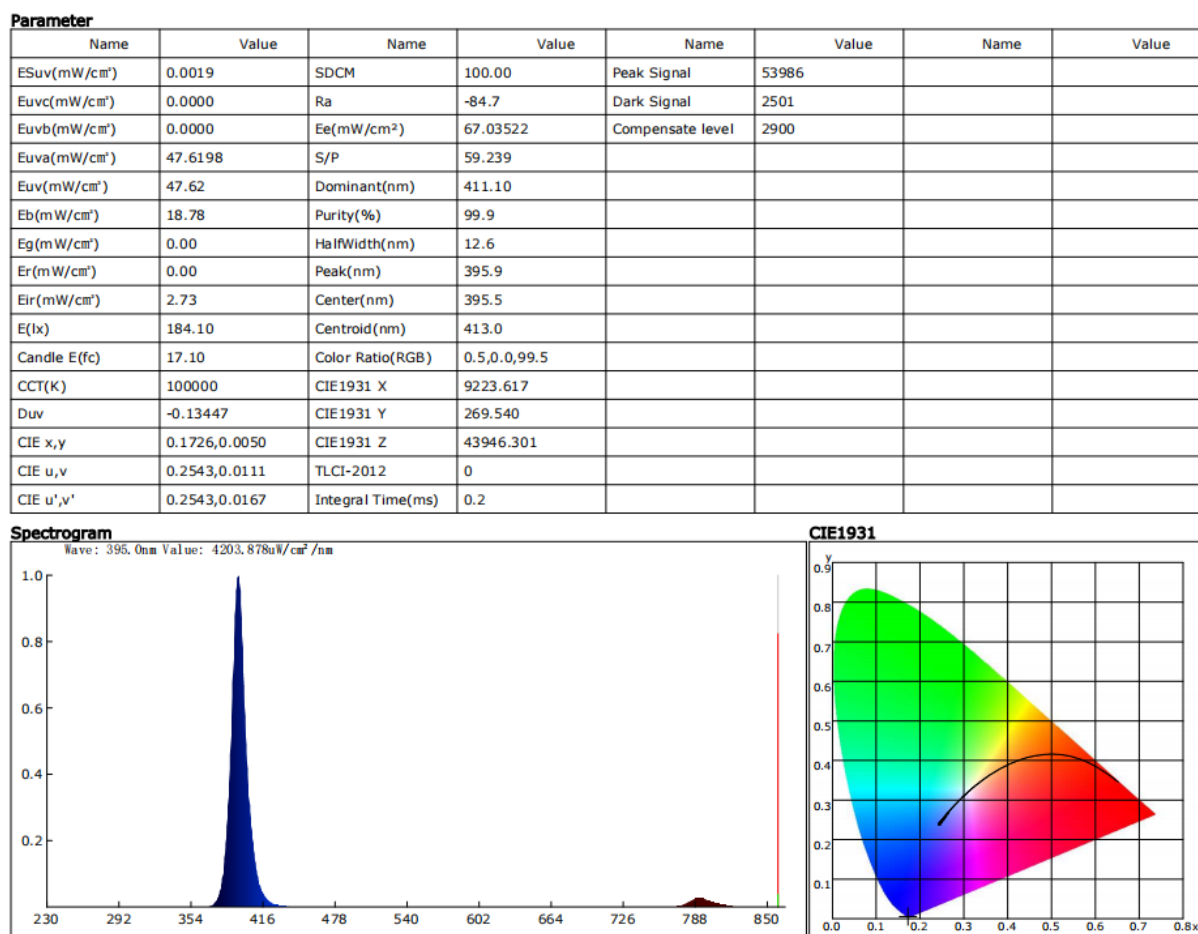 Parameter
Name Value Name Value Name Value Name Value
ESuv(mW/cm²) 0.0019 SDCM 100.00 Peak Signal 53986
Euvc(mW/cm²) 0.0000 Ra -84.7 Dark Signal 2501
Euvb(mW/cm²) 0.0000 Ee(mW/cm²) 67.03522 Compensate level 2900
Euva(mW/cm²) 47.6198 S/P 59.239
Euv(mW/cm²) 47.62 Dominant(nm) 411.10
Eb(mW/cm²) 18.78 Purity(%) 99.9
Eg(mW/cm²) 0.00 HalfWidth(nm) 12.6
Er(mW/cm²) 0.00 Peak(nm) 395.9
Eir(mW/cm²) 2.73 Center(nm) 395.5
E(lx) 184.10 Centroid(nm) 413.0
Candle E(fc) 17.10 Color Ratio(RGB) 0.5,0.0,99.5
CCT(K) 100000 CIE1931 X 9223.617
Duv -0.13447 CIE1931 Y 269.540
CIE x,y 0.1726,0.0050 CIE1931 Z 43946.301
CIE u,v 0.2543,0.0111 TLCI-2012 0
CIE u',v' 0.2543,0.0167 Integral Time(ms) 0.2
Spectrogram
Wave: 395.0nm Value: 4203.878uW/cm²/nm
1.0
0.8
0.6
0.4
0.2
230 292 354 416 478 540 602 664 726 788 850
CIE1931
y
0.9
0.8
0.7
0.6
0.5
0.4
0.3
0.2
0.1
0.0 0.1 0.2 0.3 0.4 0.5 0.6 0.7 0.8x